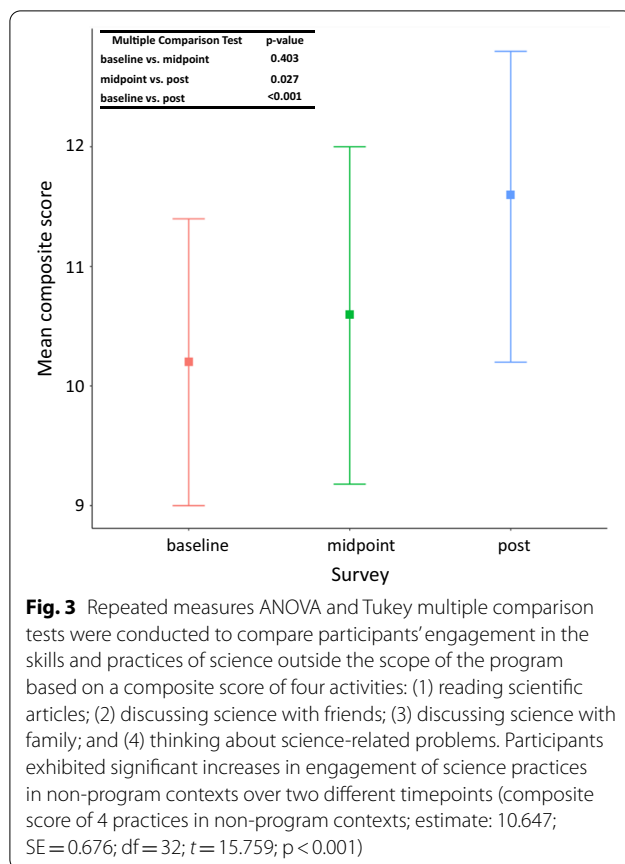 Multiple Comparison Test p-value
baseline vs. midpoint 0.403
midpoint vs. post 0.027
baseline vs. post <0.001
Mean composite score
12
11
10
9
baseline midpoint post
Survey
Fig. 3 Repeated measures ANOVA and Tukey multiple comparison
tests were conducted to compare participants’ engagement in the
skills and practices of science outside the scope of the program
based on a composite score of four activities: (1) reading scientific
articles; (2) discussing science with friends; (3) discussing science with
family; and (4) thinking about science-related problems. Participants
exhibited significant increases in engagement of science practices
in non-program contexts over two different timepoints (composite
score of 4 practices in non-program contexts; estimate: 10.647;
SE = 0.676; df = 32; t = 15.759; p < 0.001)